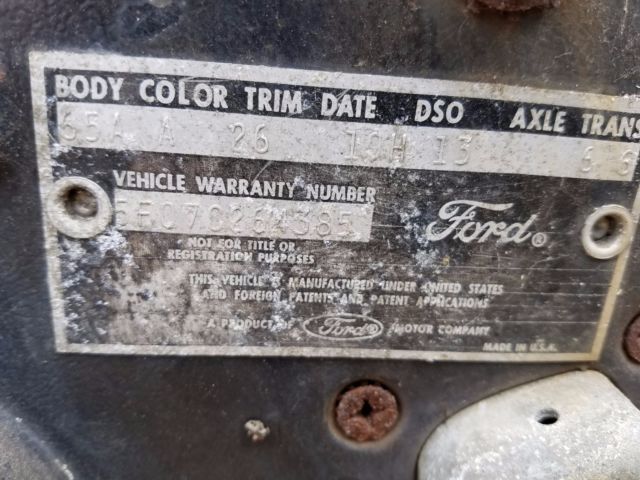 BODY COLOR TRIM DATE DSO AXLE TRANS
65A A 26 19H 13 6 6
VEHICLE WARRANTY NUMBER
Ford®
NOT FOR TITLE OR
REGISTRATION PURPOSES
THIS VEHICLE IS MANUFACTURED UNDER UNITED STATES
AND FOREIGN PATENTS AND PATENT APPLICATIONS
A PRODUCT OF Ford® MOTOR COMPANY
MADE IN U.S.A.